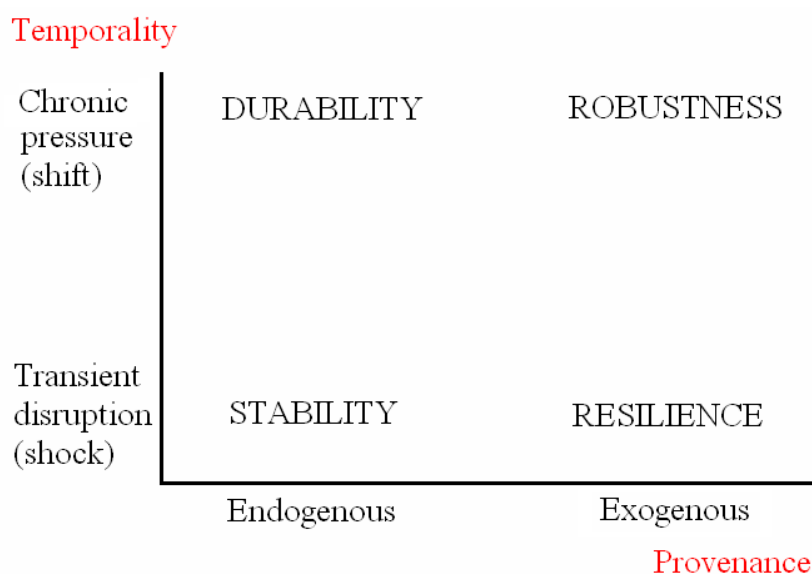 Temporality
Chronic
pressure
(shift)
DURABILITY
ROBUSTNESS
Transient
disruption
(shock)
STABILITY
RESILIENCE
Endogenous
Exogenous
Provenance